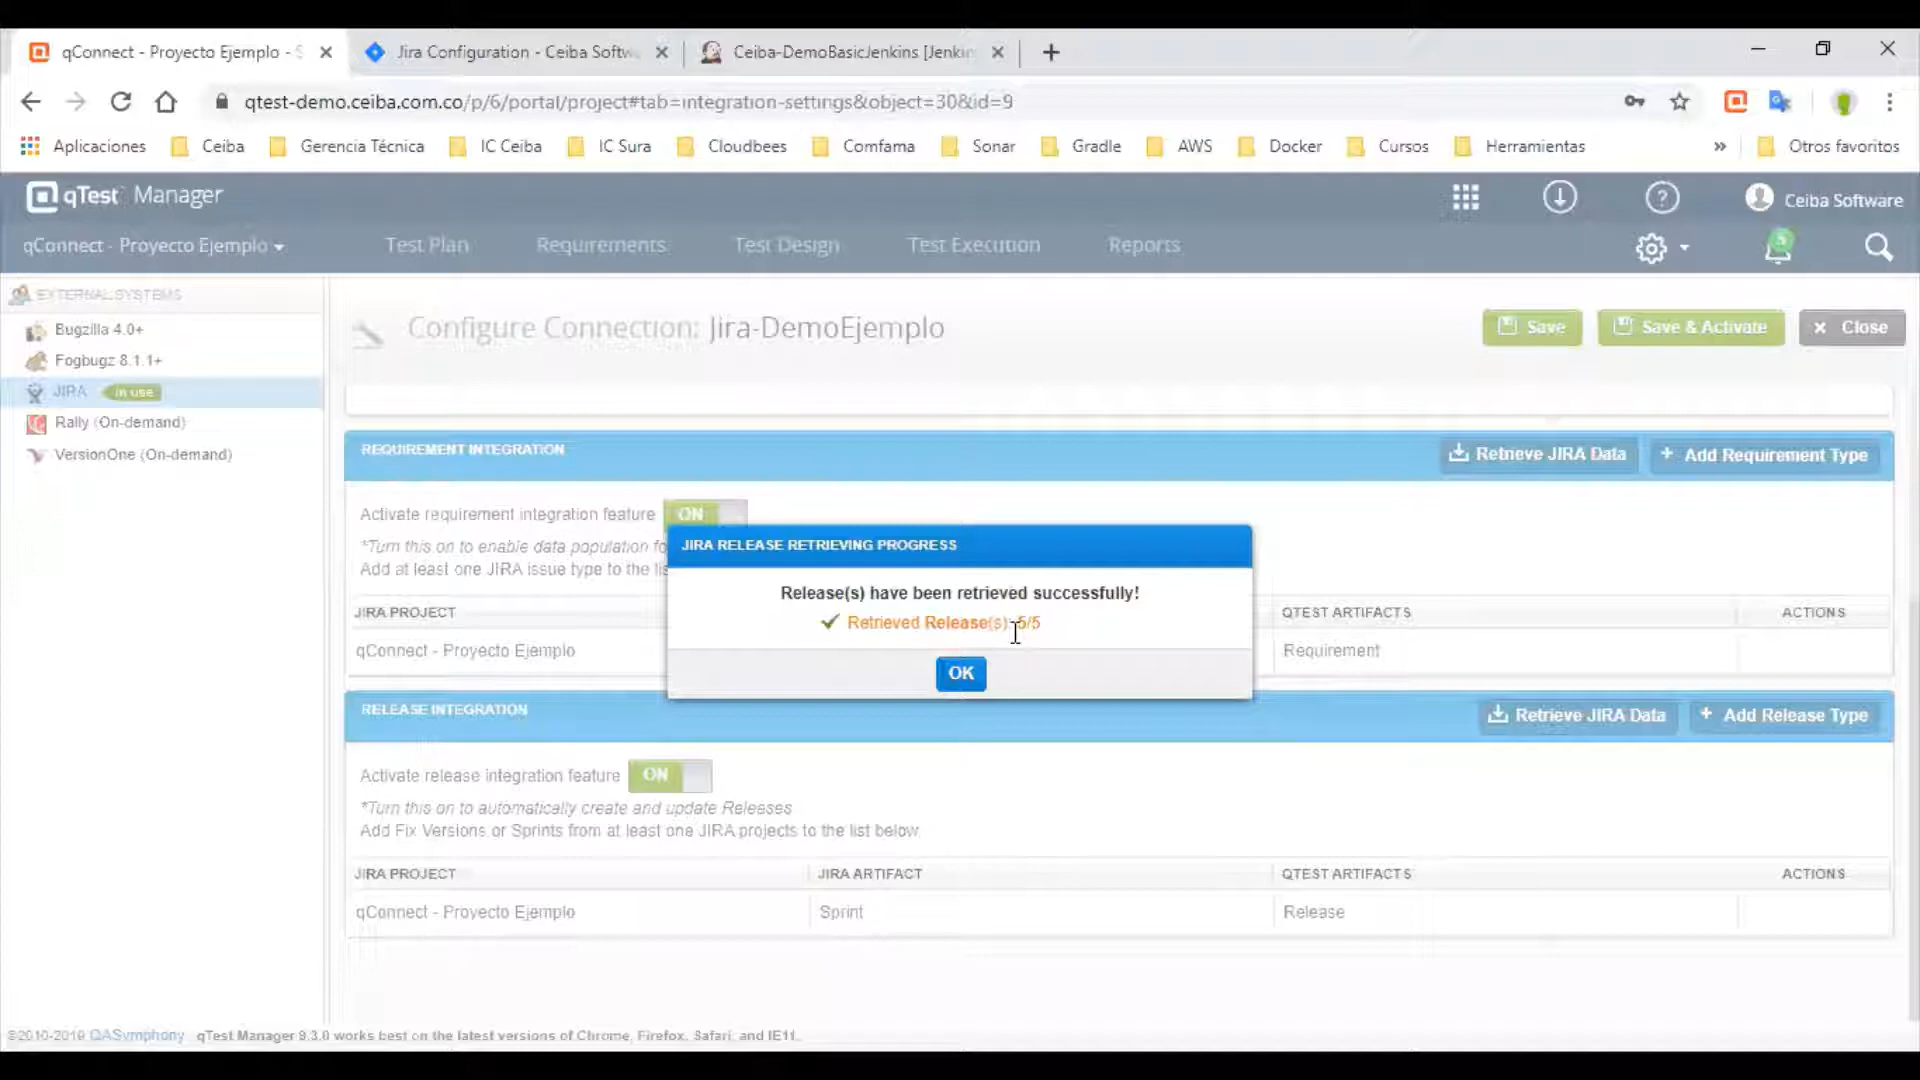 qConnect - Proyecto Ejemplo - S
Jira Configuration - Ceiba Softw
Ceiba-DemoBasicJenkins [Jenkin
qtest-demo.ceiba.com.co/p/6/portal/project#tab=integration-settings&object=30&id=9
Aplicaciones Ceiba Gerencia Técnica IC Ceiba IC Sura Cloudbees Comfama Sonar Gradle AWS Docker Cursos Herramientas » Otros favoritos
qTest Manager
Ceiba Software
qConnect - Proyecto Ejemplo Test Plan Requirements Test Design Test Execution Reports 5
EXTERNAL SYSTEMS
Bugzilla 4.0+
Fogbugz 8.1.1+
JIRA in use
Rally (On-demand)
VersionOne (On-demand)
Configure Connection: Jira-DemoEjemplo
Save Save & Activate × Close
REQUIREMENT INTEGRATION
Retrieve JIRA Data + Add Requirement Type
Activate requirement integration feature ON
*Turn this on to enable data population fo
Add at least one JIRA issue type to the lis
JIRA PROJECT QTEST ARTIFACTS ACTIONS
qConnect - Proyecto Ejemplo Requirement
JIRA RELEASE RETRIEVING PROGRESS
Release(s) have been retrieved successfully!
Retrieved Release(s): 5/5
OK
RELEASE INTEGRATION
Retrieve JIRA Data + Add Release Type
Activate release integration feature ON
*Turn this on to automatically create and update Releases
Add Fix Versions or Sprints from at least one JIRA projects to the list below
JIRA PROJECT JIRA ARTIFACT QTEST ARTIFACTS ACTIONS
qConnect - Proyecto Ejemplo Sprint Release
©2010-2019 QASymphony qTest Manager 9.3.0 works best on the latest versions of Chrome, Firefox, Safari, and IE11.